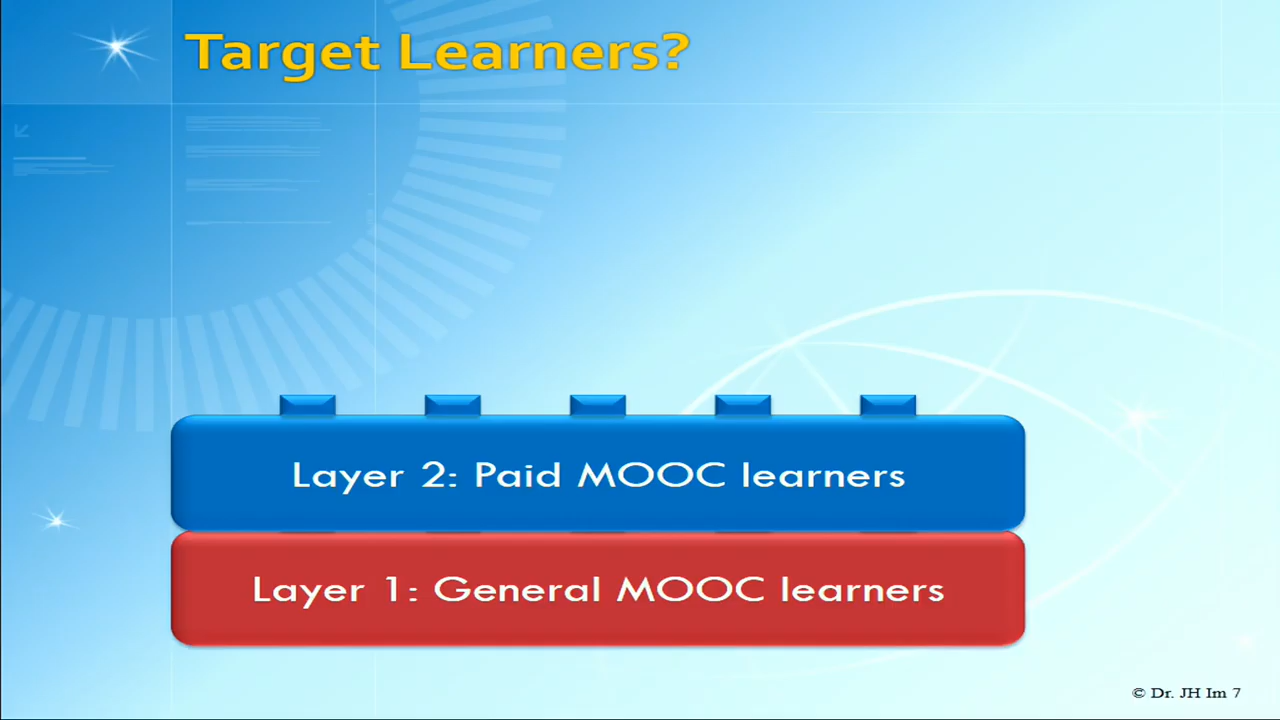 Target Learners?
Layer 2: Paid MOOC learners
Layer 1: General MOOC learners
© Dr. JH Im 7